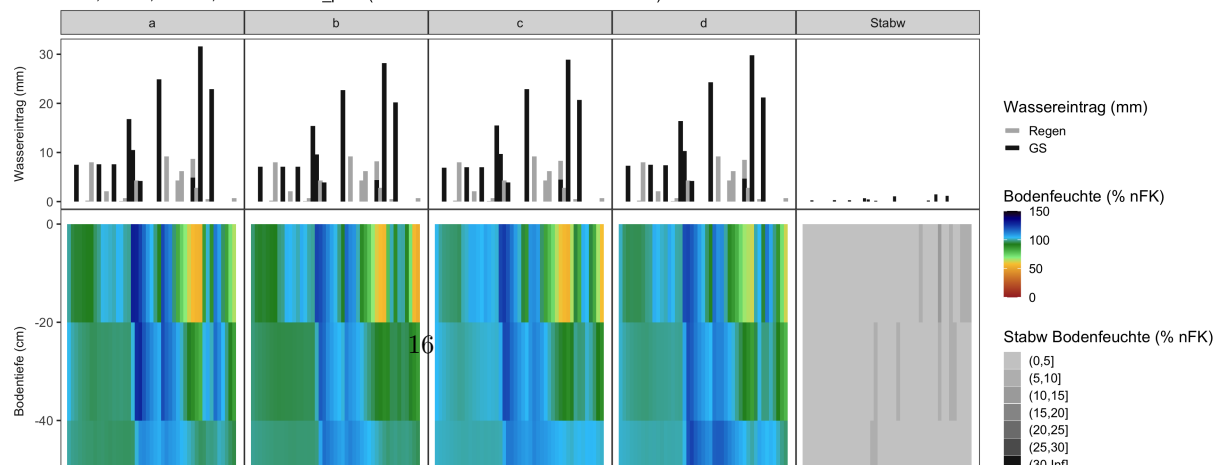 a b c d Stabw
Wassereintrag (mm)
30
20
10
0
Wassereintrag (mm)
Regen
GS
Bodenfeuchte (% nFK)
150
100
50
0
Bodentiefe (cm)
0
-20
-40
16
Stabw Bodenfeuchte (% nFK)
(0,5]
(5,10]
(10,15]
(15,20]
(20,25]
(25,30]
(30,Inf]